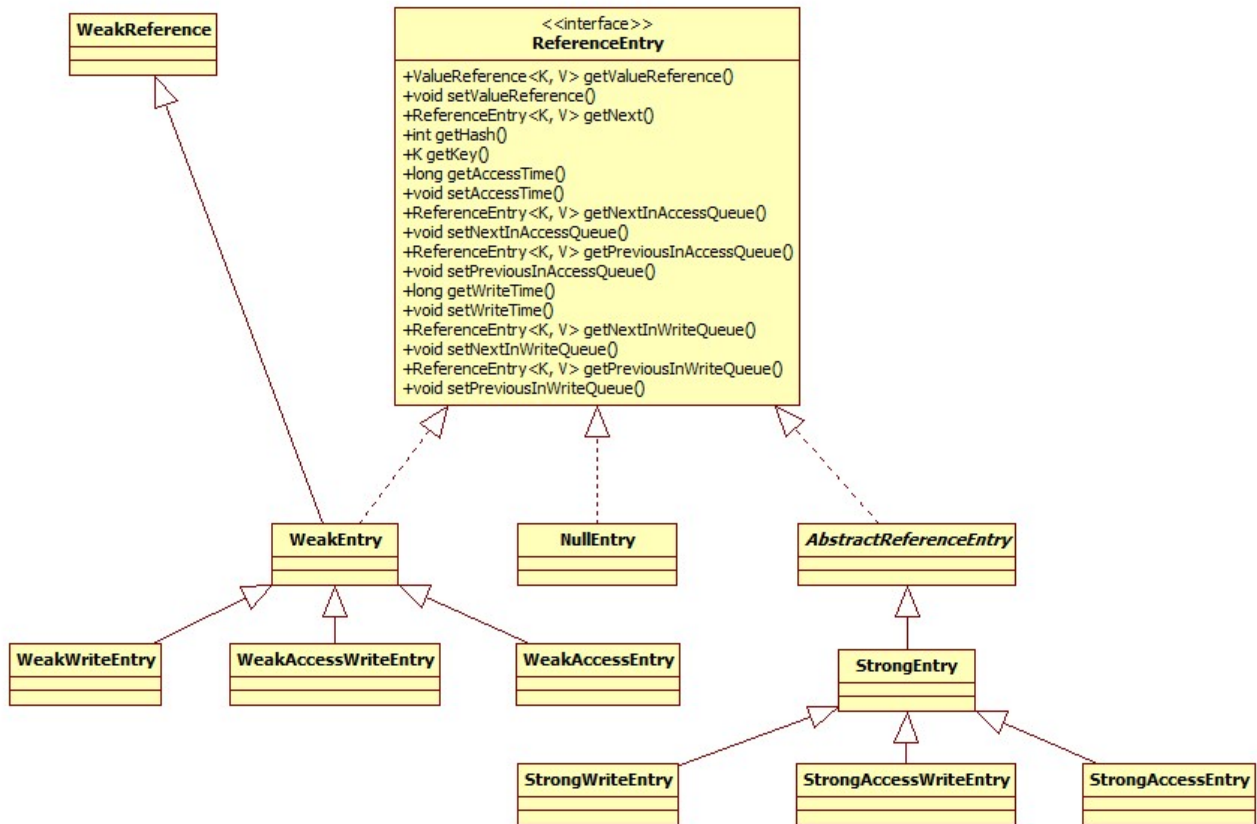 WeakReference
<<interface>>
ReferenceEntry
+ValueReference<K, V> getValueReference()
+void setValueReference()
+ReferenceEntry<K, V> getNext()
+int getHash()
+K getKey()
+long getAccessTime()
+void setAccessTime()
+ReferenceEntry<K, V> getNextInAccessQueue()
+void setNextInAccessQueue()
+ReferenceEntry<K, V> getPreviousInAccessQueue()
+void setPreviousInAccessQueue()
+long getWriteTime()
+void setWriteTime()
+ReferenceEntry<K, V> getNextInWriteQueue()
+void setNextInWriteQueue()
+ReferenceEntry<K, V> getPreviousInWriteQueue()
+void setPreviousInWriteQueue()
WeakEntry
NullEntry
AbstractReferenceEntry
WeakWriteEntry
WeakAccessWriteEntry
WeakAccessEntry
StrongEntry
StrongWriteEntry
StrongAccessWriteEntry
StrongAccessEntry